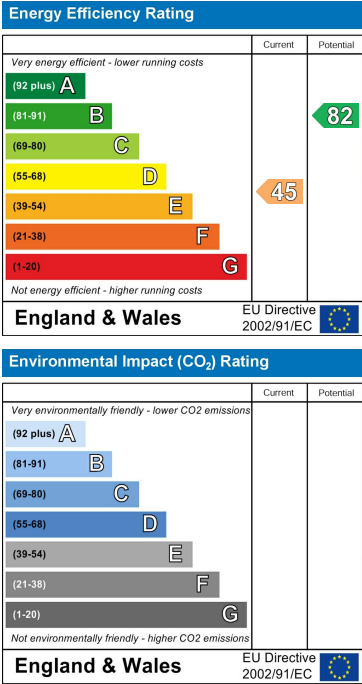 Energy Efficiency Rating
Current Potential
Very energy efficient - lower running costs
(92 plus) A
(81-91) B
82
(69-80) C
(55-68) D
(39-54) E
45
(21-38) F
(1-20) G
Not energy efficient - higher running costs
England & Wales
EU Directive
2002/91/EC
Environmental Impact (CO2) Rating
Current Potential
Very environmentally friendly - lower CO2 emissions
(92 plus) A
(81-91) B
(69-80) C
(55-68) D
(39-54) E
(21-38) F
(1-20) G
Not environmentally friendly - higher CO2 emissions
England & Wales
EU Directive
2002/91/EC